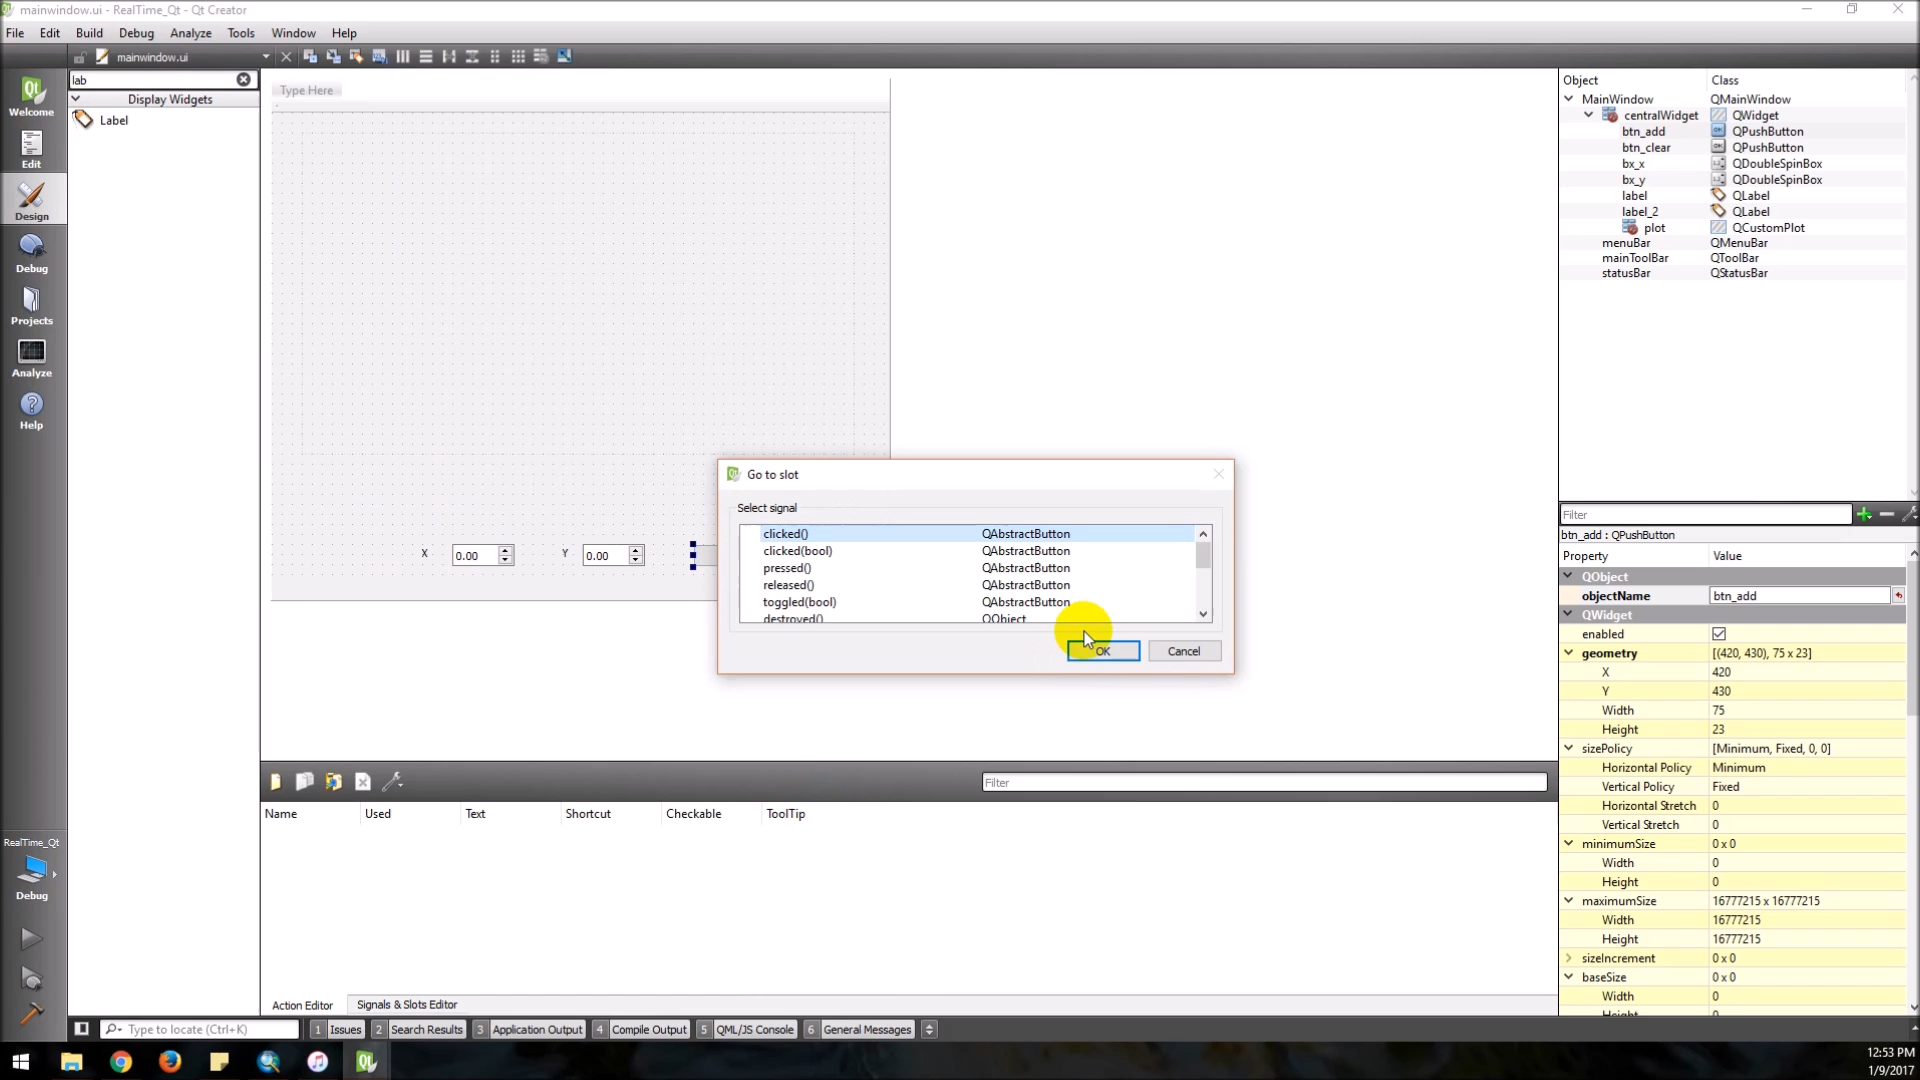 mainwindow.ui - RealTime_Qt - Qt Creator
File Edit Build Debug Analyze Tools Window Help
mainwindow.ui
lab
Display Widgets
Label
Welcome
Edit
Design
Debug
Projects
Analyze
Help
RealTime_Qt
Debug
Type Here
X 0.00 Y 0.00
Go to slot
Select signal
clicked() QAbstractButton
clicked(bool) QAbstractButton
pressed() QAbstractButton
released() QAbstractButton
toggled(bool) QAbstractButton
destroyed() QObject
OK Cancel
Filter
Name Used Text Shortcut Checkable ToolTip
Action Editor Signals & Slots Editor
Object Class
MainWindow QMainWindow
centralWidget QWidget
btn_add QPushButton
btn_clear QPushButton
bx_x QDoubleSpinBox
bx_y QDoubleSpinBox
label QLabel
label_2 QLabel
plot QCustomPlot
menuBar QMenuBar
mainToolBar QToolBar
statusBar QStatusBar
Filter
btn_add : QPushButton
Property Value
QObject
objectName btn_add
QWidget
enabled
geometry [(420, 430), 75 x 23]
X 420
Y 430
Width 75
Height 23
sizePolicy [Minimum, Fixed, 0, 0]
Horizontal Policy Minimum
Vertical Policy Fixed
Horizontal Stretch 0
Vertical Stretch 0
minimumSize 0 x 0
Width 0
Height 0
maximumSize 16777215 x 16777215
Width 16777215
Height 16777215
sizeIncrement 0 x 0
baseSize 0 x 0
Width 0
Height 0
Type to locate (Ctrl+K) 1 Issues 2 Search Results 3 Application Output 4 Compile Output 5 QML/JS Console 6 General Messages
12:53 PM
1/9/2017